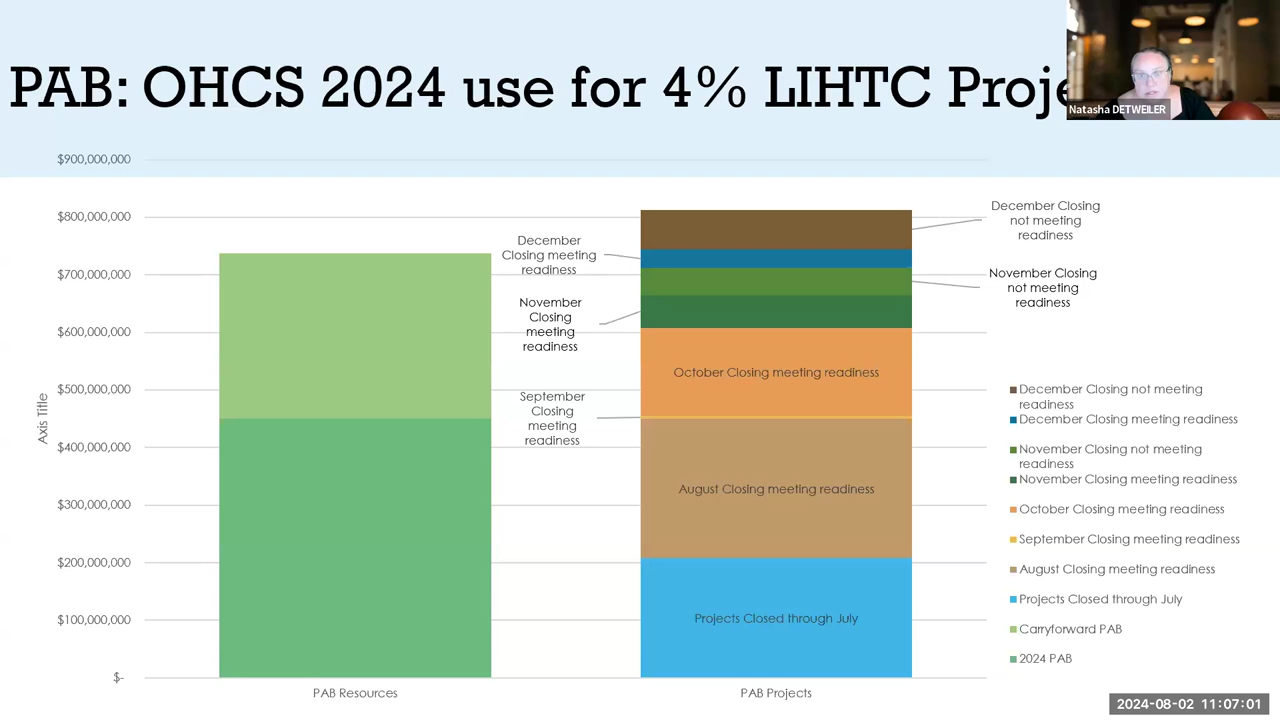 PAB: OHCS 2024 use for 4% LIHTC Proje
Natasha DETWEILER
$900,000,000
$800,000,000
$700,000,000
$600,000,000
$500,000,000
$400,000,000
$300,000,000
$200,000,000
$100,000,000
$-
Axis Title
December
Closing meeting
readiness
November
Closing
meeting
readiness
September
Closing
meeting
readiness
October Closing meeting readiness
August Closing meeting readiness
Projects Closed through July
December Closing
not meeting
readiness
November Closing
not meeting
readiness
December Closing not meeting
readiness
December Closing meeting readiness
November Closing not meeting
readiness
November Closing meeting readiness
October Closing meeting readiness
September Closing meeting readiness
August Closing meeting readiness
Projects Closed through July
Carryforward PAB
2024 PAB
PAB Resources
PAB Projects
2024-08-02 11:07:01